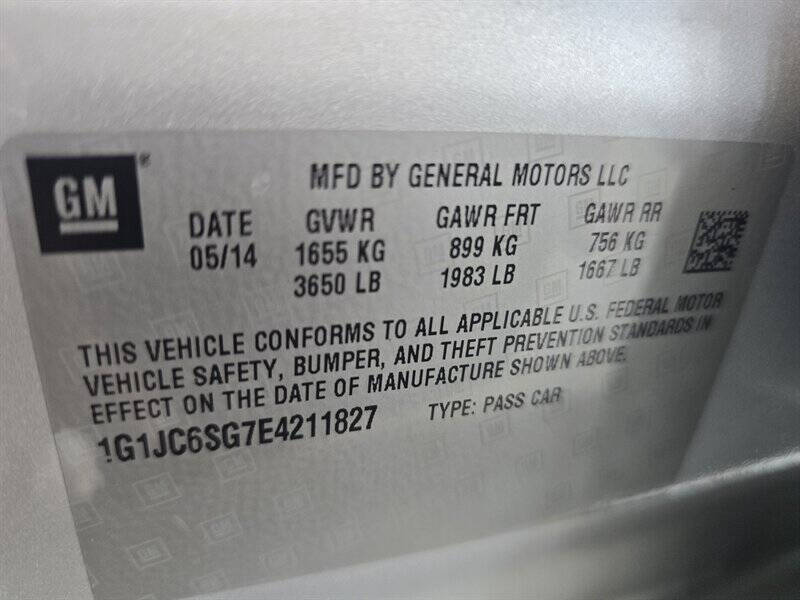 GM®
MFD BY GENERAL MOTORS LLC
DATE GVWR GAWR FRT GAWR RR
05/14 1655 KG 899 KG 756 KG
3650 LB 1983 LB 1667 LB
THIS VEHICLE CONFORMS TO ALL APPLICABLE U.S. FEDERAL MOTOR
VEHICLE SAFETY, BUMPER, AND THEFT PREVENTION STANDARDS IN
EFFECT ON THE DATE OF MANUFACTURE SHOWN ABOVE.
1G1JC6SG7E4211827 TYPE: PASS CAR